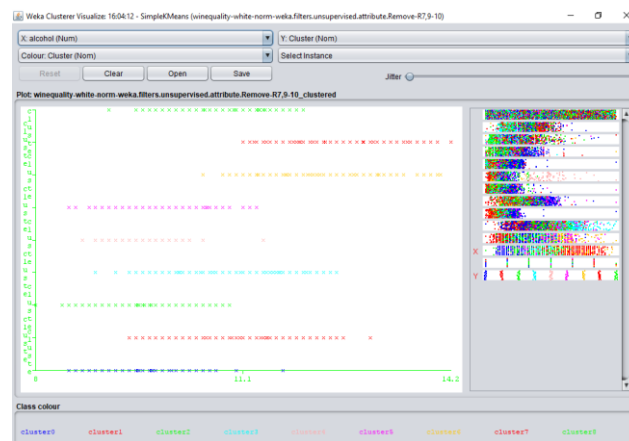 Weka Clusterer Visualize: 16:04:12 - SimpleKMeans (winequality-white-norm-weka.filters.unsupervised.attribute.Remove-R7,9-10)
X: alcohol (Num) Y: Cluster (Nom)
Colour: Cluster (Nom) Select Instance
Reset Clear Open Save Jitter
Plot: winequality-white-norm-weka.filters.unsupervised.attribute.Remove-R7,9-10_clustered
X
Y
8 11.1 14.2
Class colour
cluster0 cluster1 cluster2 cluster3 cluster5 cluster7